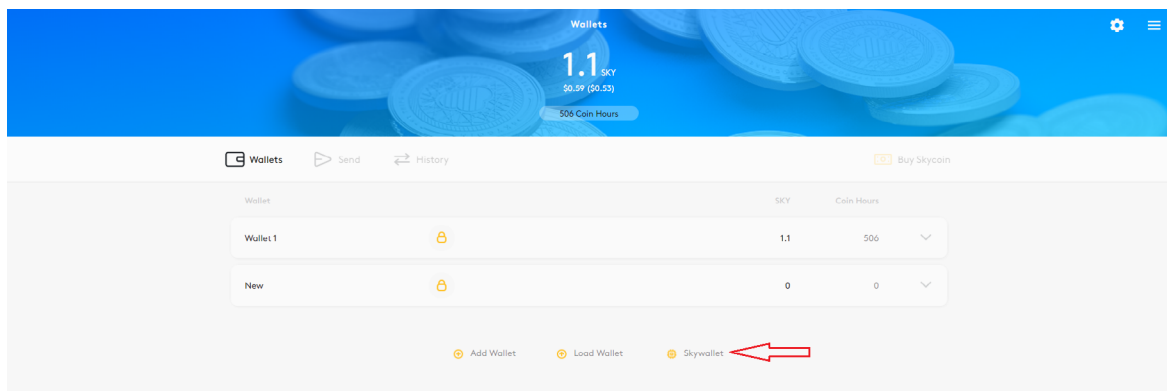 Wallets
1.1 SKY
$0.59 ($0.53)
506 Coin Hours
Wallets Send History Buy Skycoin
Wallet SKY Coin Hours
Wallet 1 1.1 506
New 0 0
Add Wallet Load Wallet Skywallet